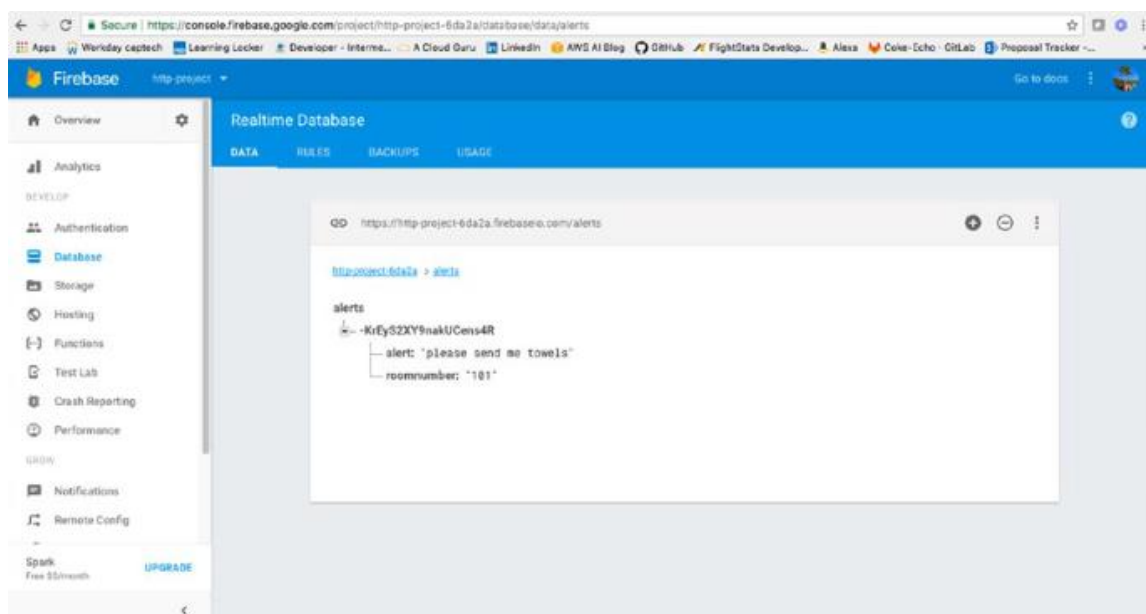 Secure | https://console.firebase.google.com/project/http-project-6da2a/database/data/alerts
Apps Workday captech Learning Locker Developer - Interme... A Cloud Guru LinkedIn AWS AI Blog GitHub FlightStats Develop... Alexa Coke-Echo · GitLab Proposal Tracker -...
Firebase http-project Go to docs
Overview
Realtime Database
DATA RULES BACKUPS USAGE
Analytics
DEVELOP
Authentication
Database
Storage
Hosting
Functions
Test Lab
Crash Reporting
Performance
GROW
Notifications
Remote Config
Spark
Free $0/month
UPGRADE
https://http-project-6da2a.firebaseio.com/alerts
http-project-6da2a > alerts
alerts
-KrEyS2XY9nakUCens4R
alert: "please send me towels"
roomnumber: "101"